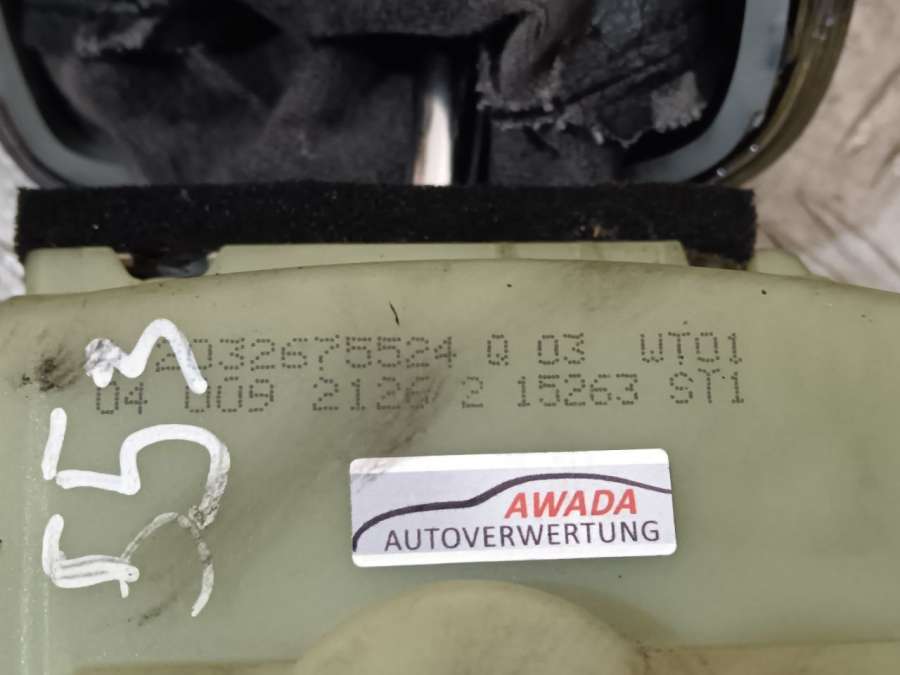 2032675524 Q 03 WT01
04 009 2126 2 15263 ST1
553
AWADA
AUTOVERWERTUNG